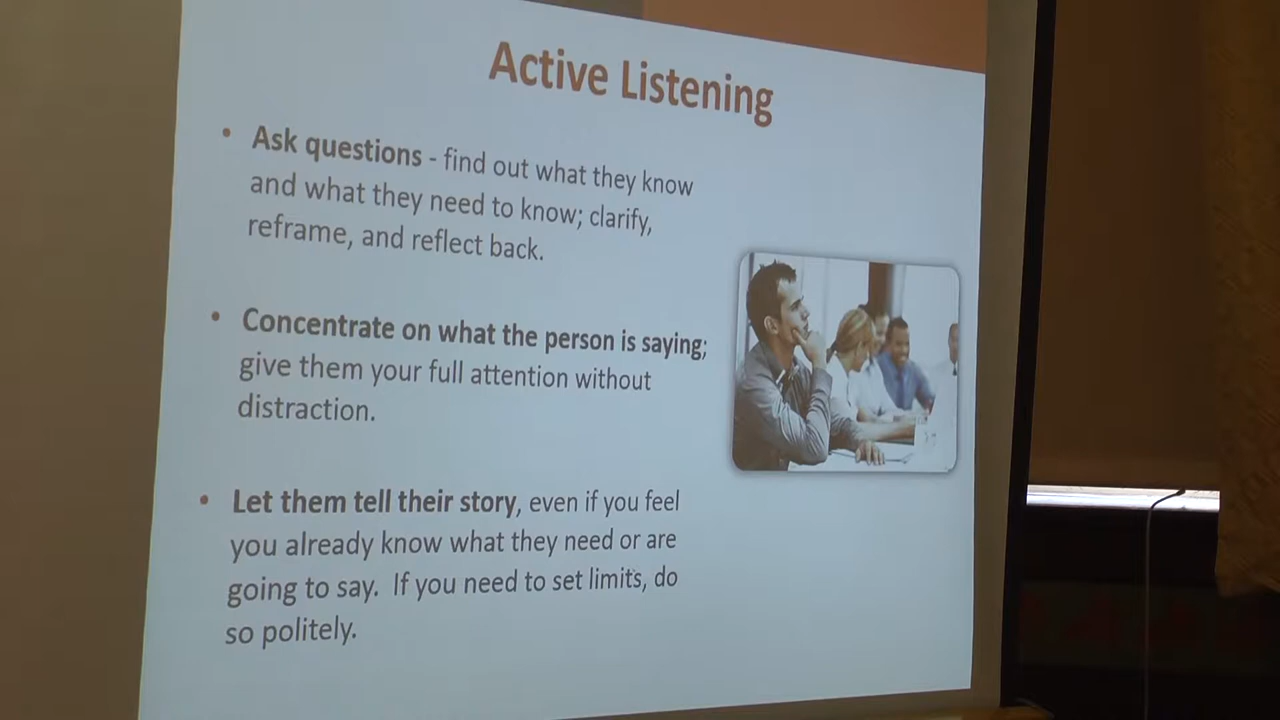 Active Listening
• Ask questions - find out what they know
and what they need to know; clarify,
reframe, and reflect back.
• Concentrate on what the person is saying;
give them your full attention without
distraction.
• Let them tell their story, even if you feel
you already know what they need or are
going to say. If you need to set limits, do
so politely.